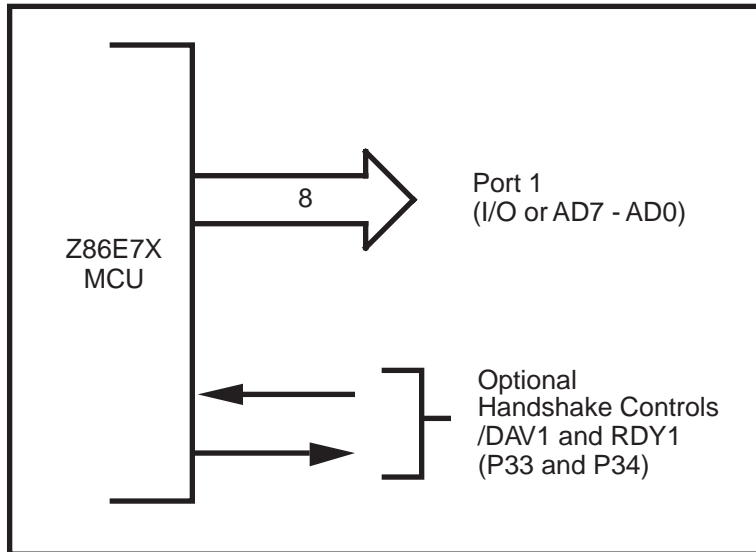 Z86E7X
MCU
8
Port 1
(I/O or AD7 - AD0)
Optional
Handshake Controls
/DAV1 and RDY1
(P33 and P34)